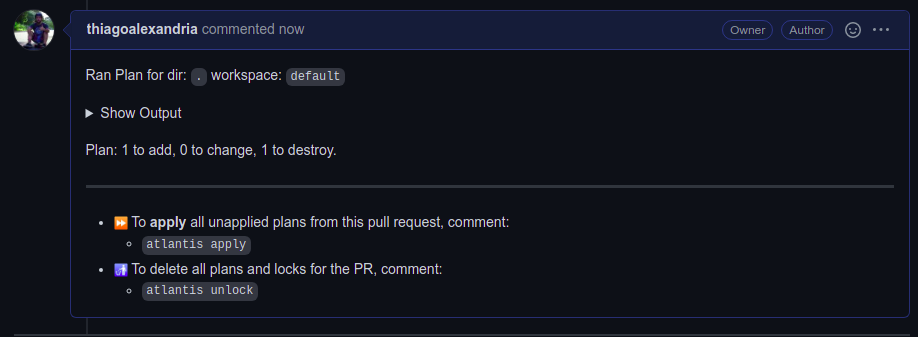 thiagoalexandria commented now Owner Author
Ran Plan for dir: . workspace: default
Show Output
Plan: 1 to add, 0 to change, 1 to destroy.
To apply all unapplied plans from this pull request, comment:
atlantis apply
To delete all plans and locks for the PR, comment:
atlantis unlock